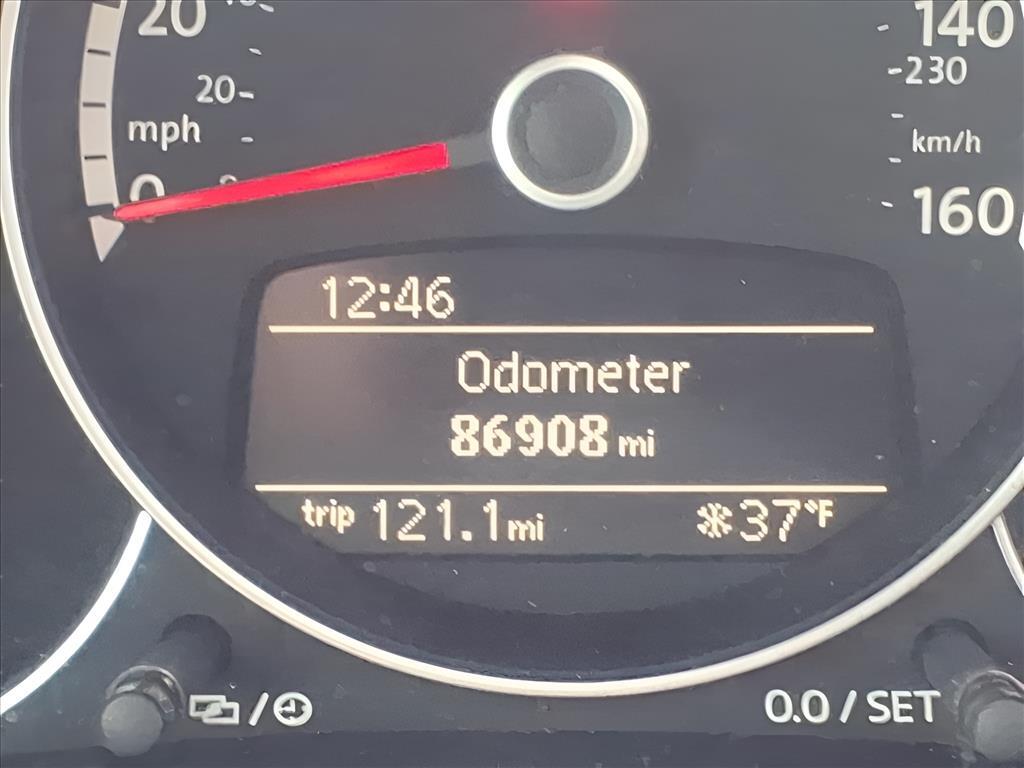 20
20
mph
0
140
230
km/h
160
12:46
Odometer
86908 mi
trip 121.1 mi ❄37°F
0.0 / SET